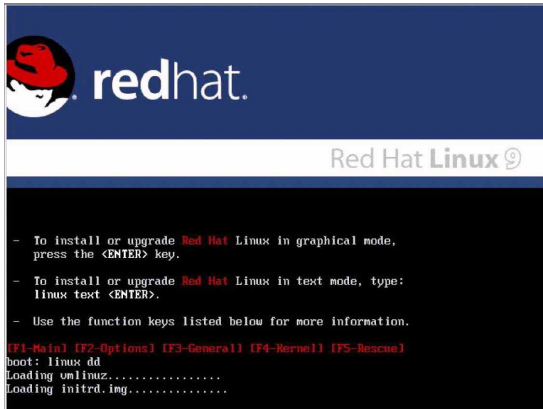 redhat.
Red Hat Linux 9
- To install or upgrade Red Hat Linux in graphical mode,
press the <ENTER> key.
- To install or upgrade Red Hat Linux in text mode, type:
linux text <ENTER>.
- Use the function keys listed below for more information.
[F1-Main] [F2-Options] [F3-General] [F4-Kernel] [F5-Rescue]
boot: linux dd
Loading vmlinuz.................
Loading initrd.img...............